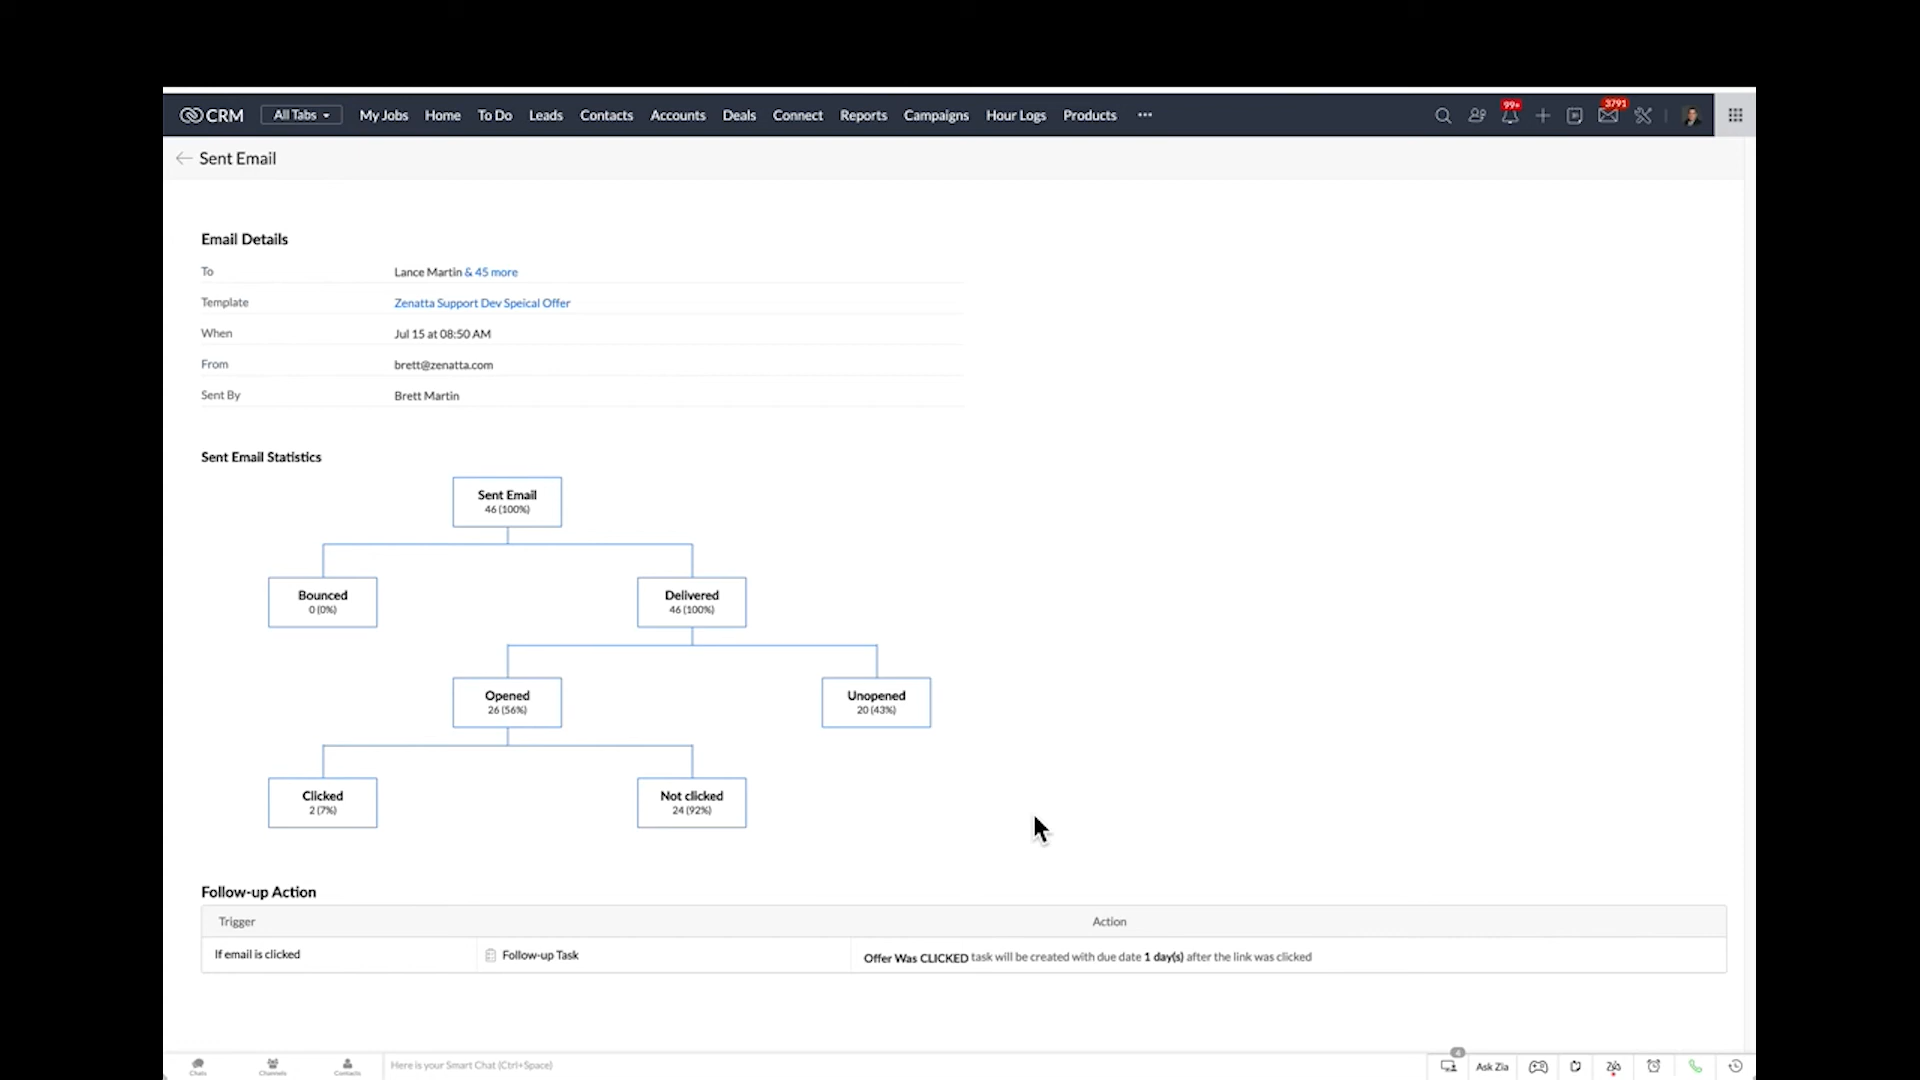 CRM All Tabs My Jobs Home To Do Leads Contacts Accounts Deals Connect Reports Campaigns Hour Logs Products ... 99+ 3791
Sent Email
Email Details
To Lance Martin & 45 more
Template Zenatta Support Dev Speical Offer
When Jul 15 at 08:50 AM
From brett@zenatta.com
Sent By Brett Martin
Sent Email Statistics
Sent Email
46 (100%)
Bounced
0 (0%)
Delivered
46 (100%)
Opened
26 (56%)
Unopened
20 (43%)
Clicked
2 (7%)
Not clicked
24 (92%)
Follow-up Action
Trigger Action
If email is clicked Follow-up Task Offer Was CLICKED task will be created with due date 1 day(s) after the link was clicked
Chats Channels Contacts Here is your Smart Chat (Ctrl+Space) 4 Ask Zia